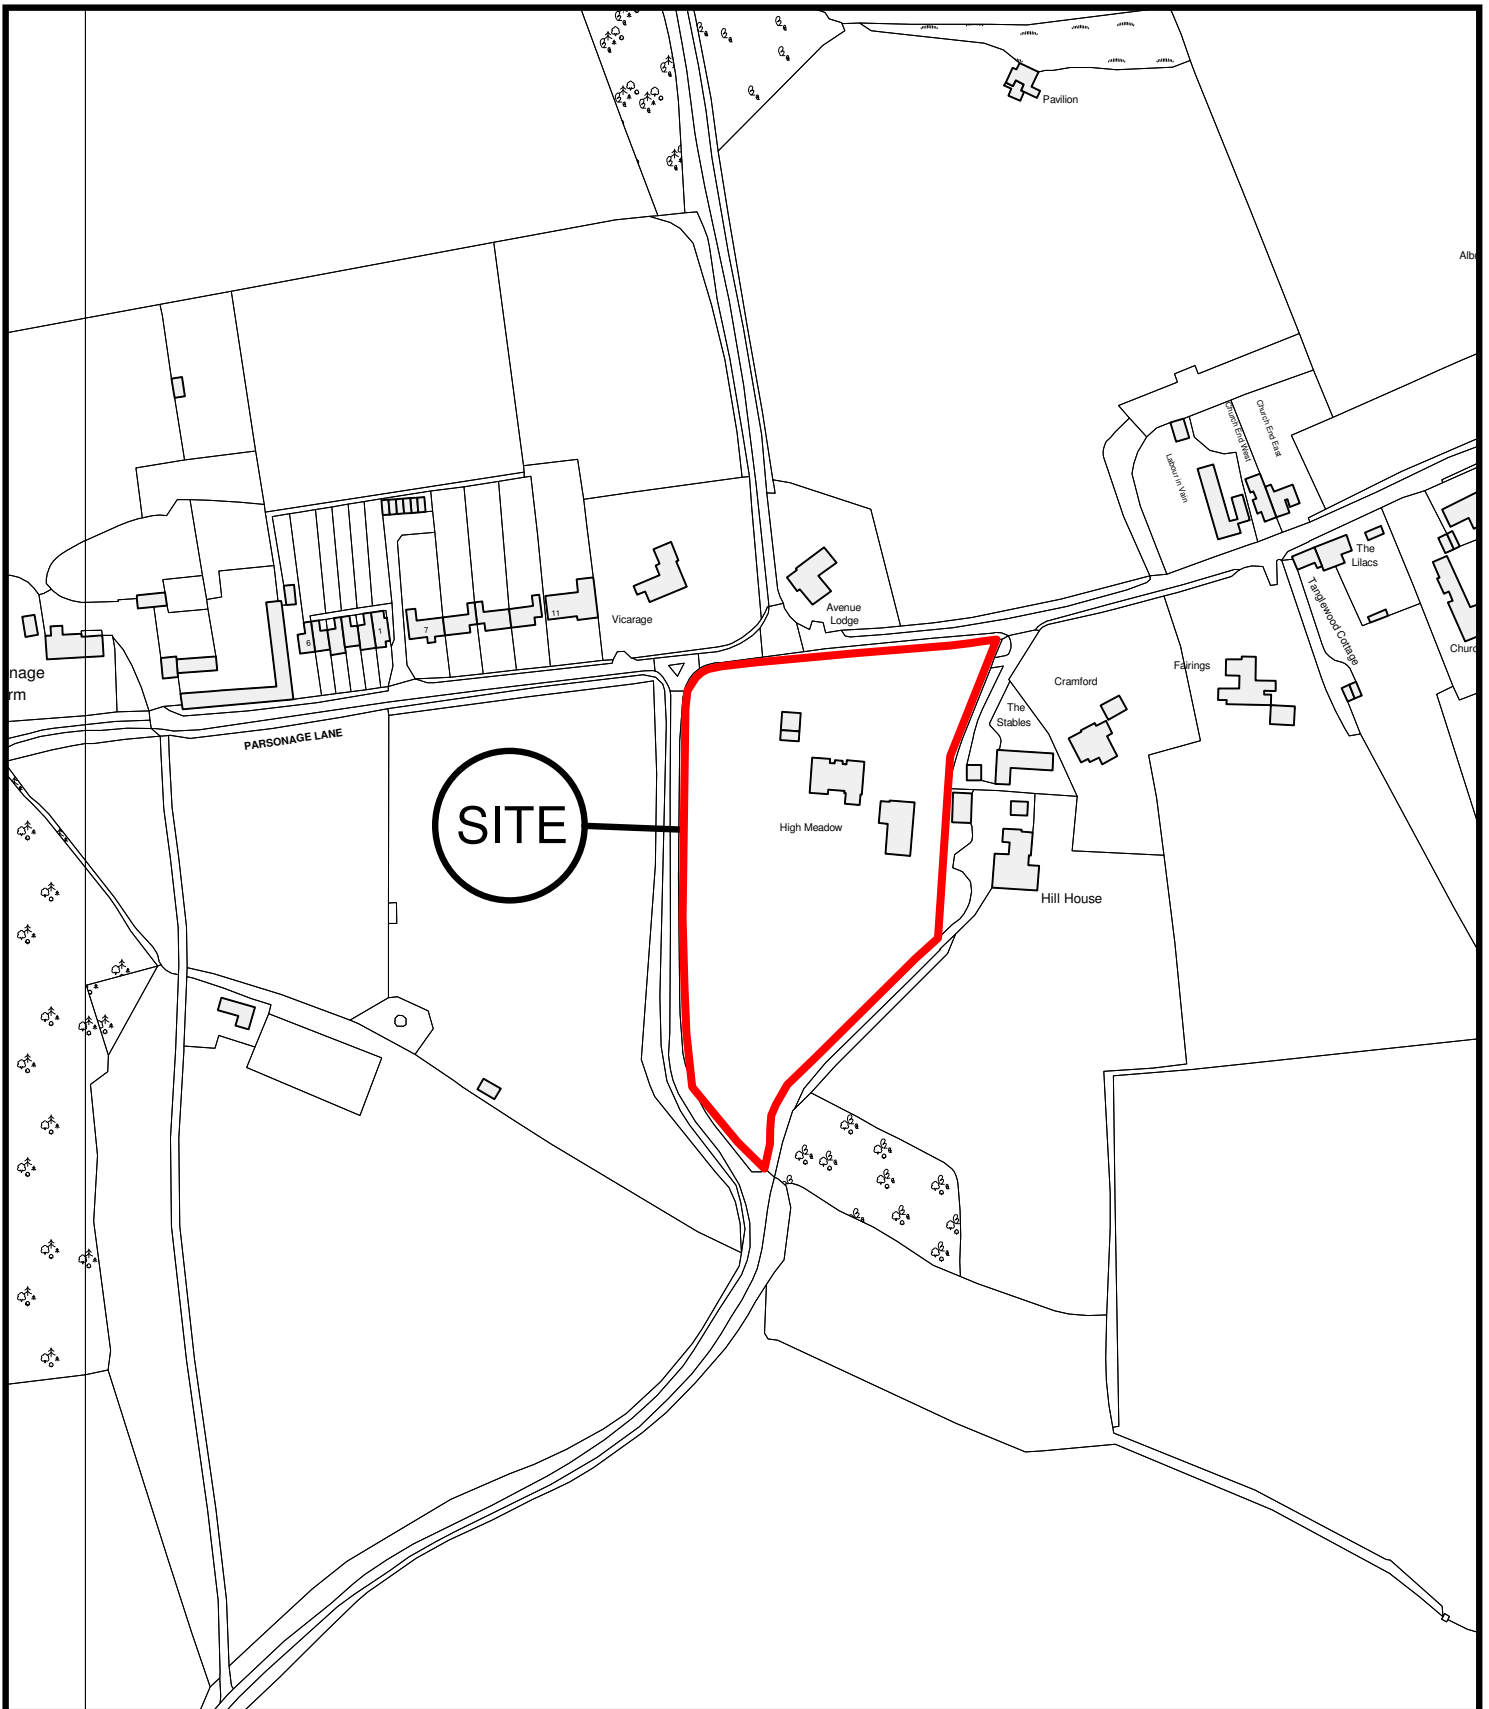 Pavilion
Alb
Church End East
Church End West
Labour in Vain
The
Lilacs
Tanglewood Cottage
Avenue
Lodge
Vicarage
11
7
1
6
Churc
Fairings
nage
rm
Cramford
The
Stables
PARSONAGE LANE
SITE
High Meadow
Hill House